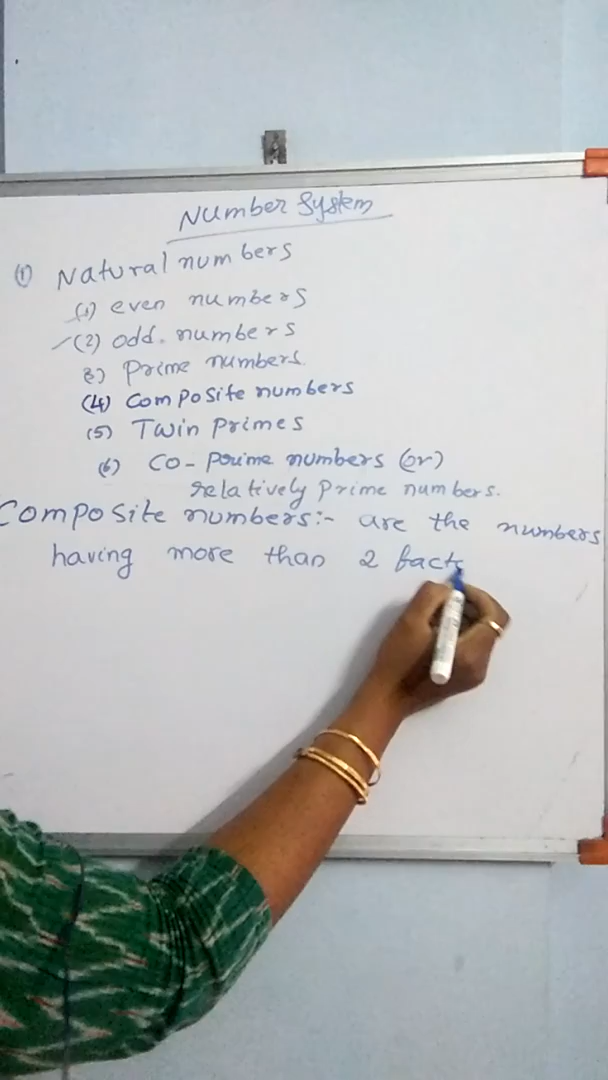 Number System
(1) Natural numbers
(1) even numbers
(2) odd. numbers
3) Prime numbers.
(4) Composite numbers
(5) Twin Primes
(6) Co-Prime numbers (or)
relatively Prime numbers.
Composite numbers:- are the numbers
having more than 2 facto